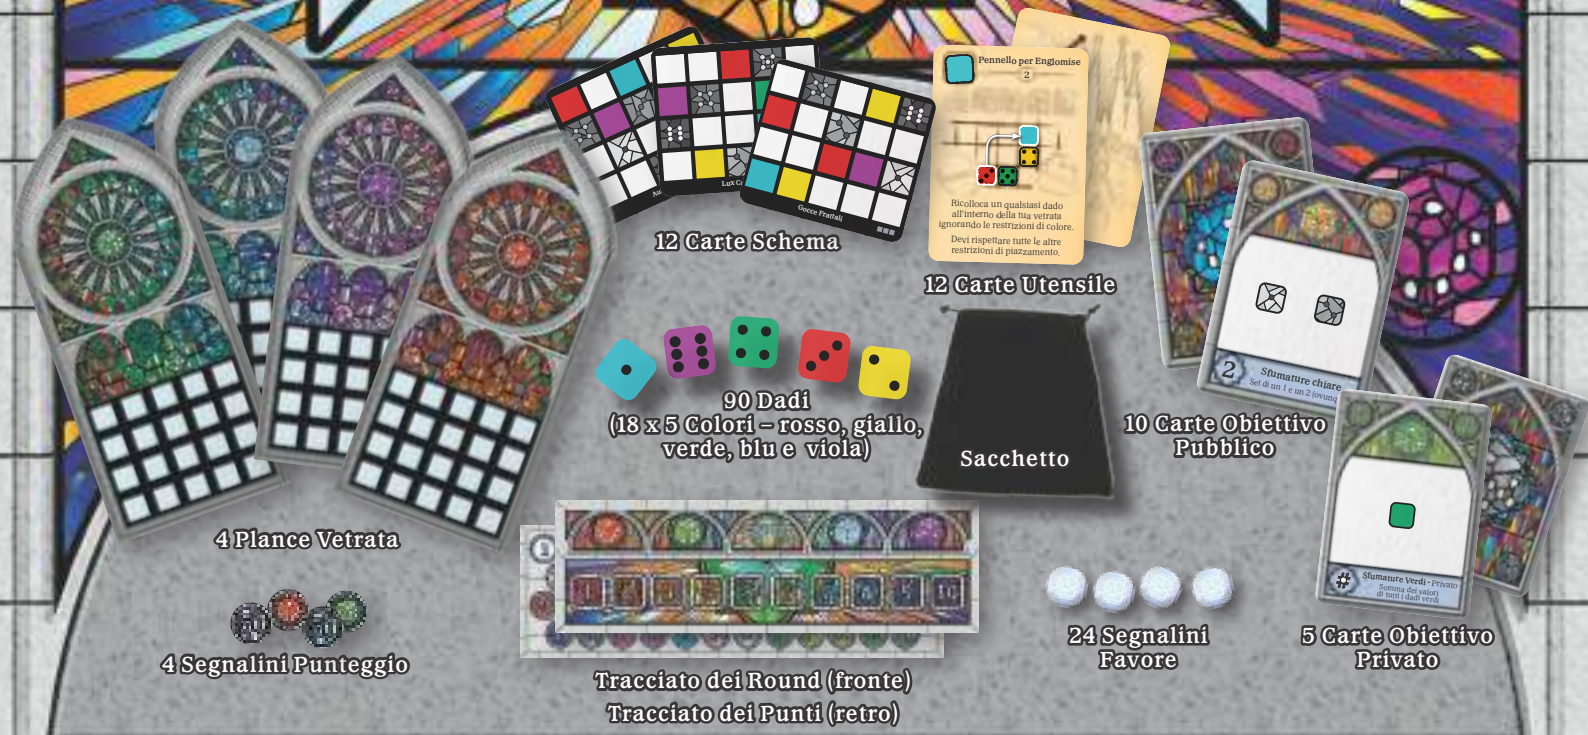 Pennello per Englomise
2
Ricolloca un qualsiasi dado
all'interno della tua vetrata
ignorando le restrizioni di colore.
Devi rispettare tutte le altre
restrizioni di piazzamento.
Lux
Gocce Frattali
12 Carte Schema
12 Carte Utensile
2
Sfumature chiare
Set di un 1 e un 2 (ovunq
90 Dadi
(18 x 5 Colori – rosso, giallo,
verde, blu e viola)
Sacchetto
10 Carte Obiettivo
Pubblico
4 Plance Vetrata
#
Sfumature Verdi - Privato
Somma dei valori
di tutti i dadi verdi
4 Segnalini Punteggio
Tracciato dei Round (fronte)
Tracciato dei Punti (retro)
24 Segnalini
Favore
5 Carte Obiettivo
Privato